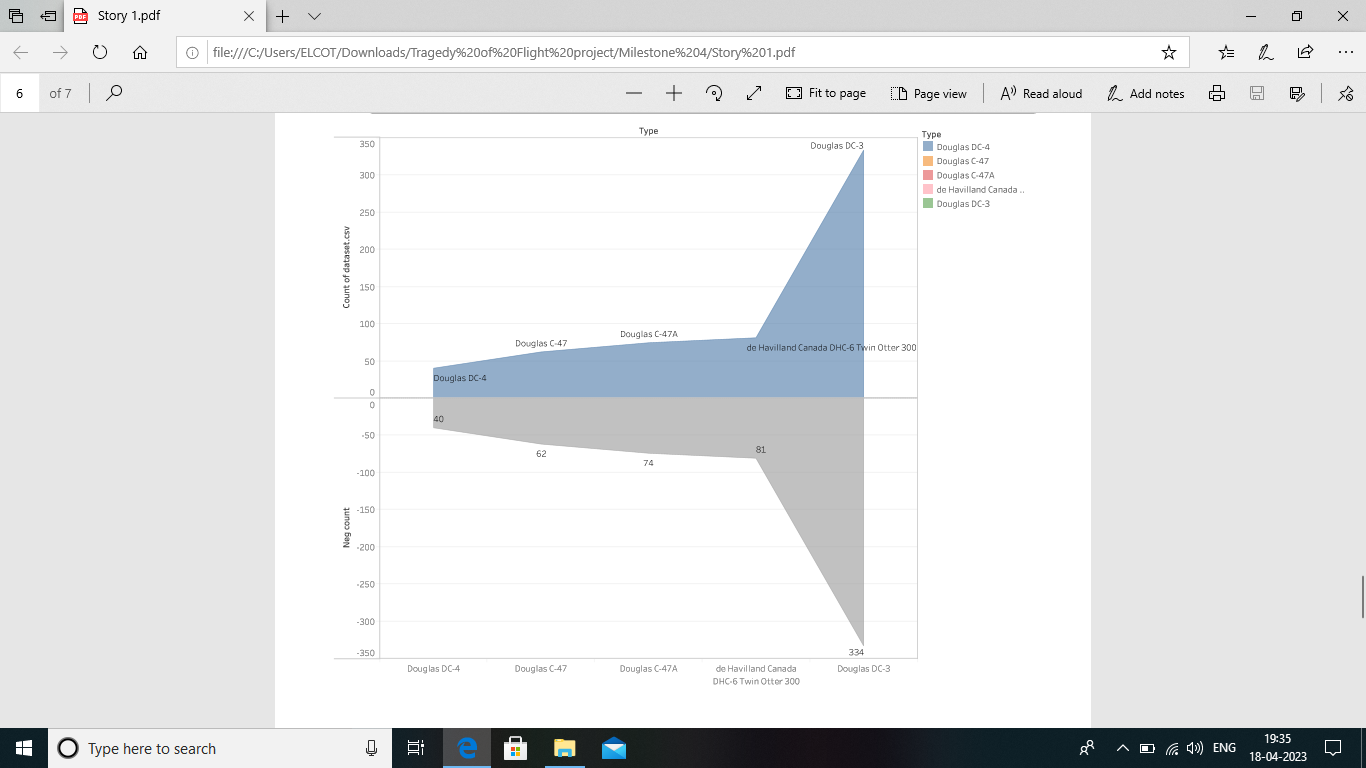 Story 1.pdf
file:///C:/Users/ELCOT/Downloads/Tragedy%20of%20Flight%20project/Milestone%204/Story%201.pdf
6 of 7
Fit to page
Page view
Read aloud
Add notes
Type
350
300
250
200
150
100
50
0
Count of dataset.csv
Douglas DC-4
Douglas C-47
Douglas C-47A
de Havilland Canada DHC-6 Twin Otter 300
Douglas DC-3
Type
Douglas DC-4
Douglas C-47
Douglas C-47A
de Havilland Canada ..
Douglas DC-3
0
-50
-100
-150
-200
-250
-300
-350
Neg count
40
62
74
81
334
Douglas DC-4
Douglas C-47
Douglas C-47A
de Havilland Canada
DHC-6 Twin Otter 300
Douglas DC-3
Type here to search
ENG
19:35
18-04-2023